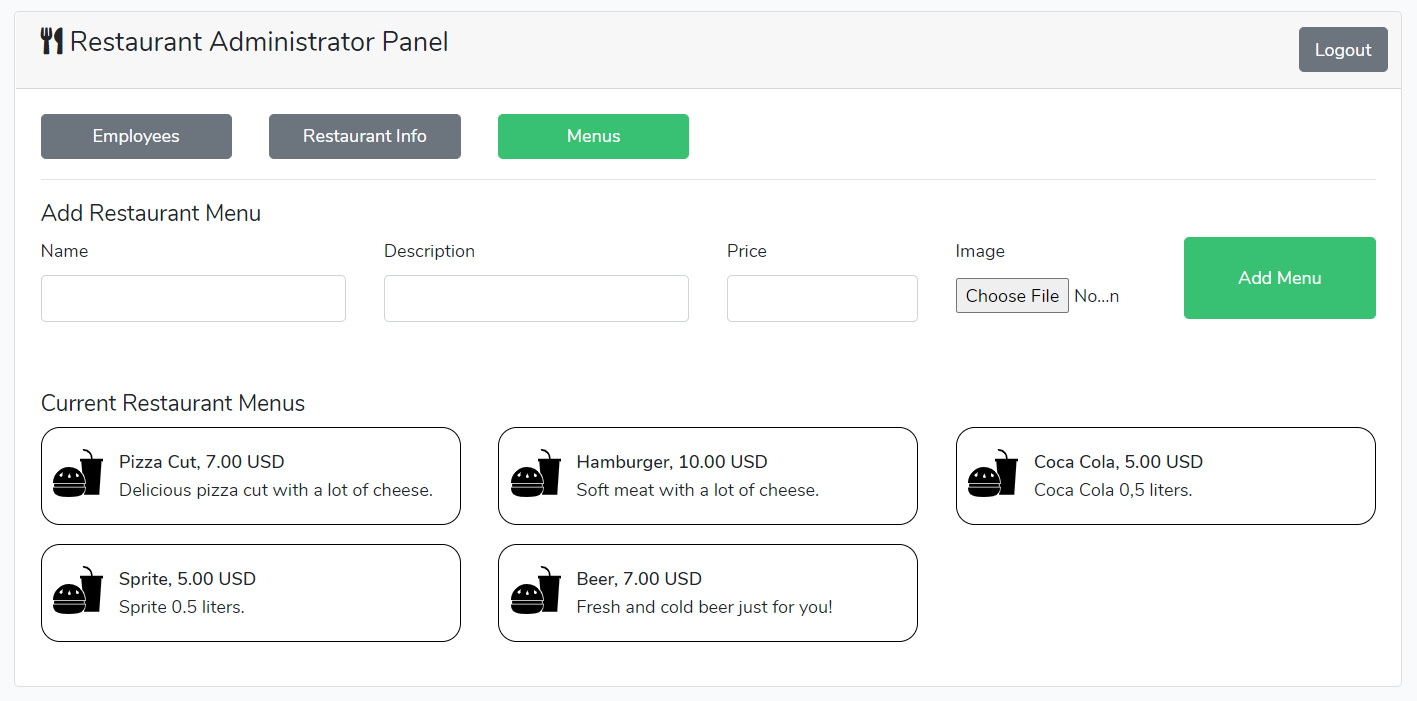 Restaurant Administrator Panel
Logout
Employees
Restaurant Info
Menus
Add Restaurant Menu
Name
Description
Price
Image
Choose File No...n
Add Menu
Current Restaurant Menus
Pizza Cut, 7.00 USD
Delicious pizza cut with a lot of cheese.
Hamburger, 10.00 USD
Soft meat with a lot of cheese.
Coca Cola, 5.00 USD
Coca Cola 0,5 liters.
Sprite, 5.00 USD
Sprite 0.5 liters.
Beer, 7.00 USD
Fresh and cold beer just for you!